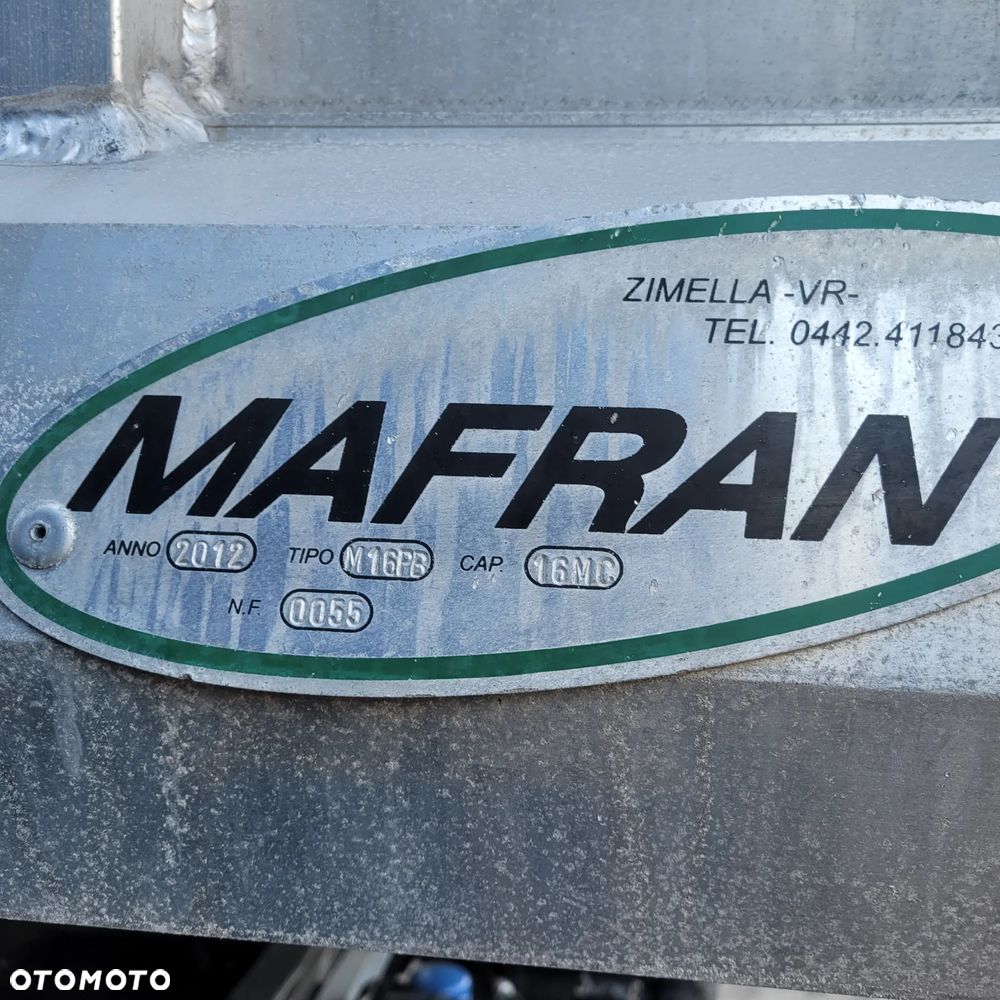 ZIMELLA -VR-
TEL. 0442.411843
MAFRAN
ANNO 2012 TIPO M16PB CAP. 16MC
N.F. 0055
OTOMOTO